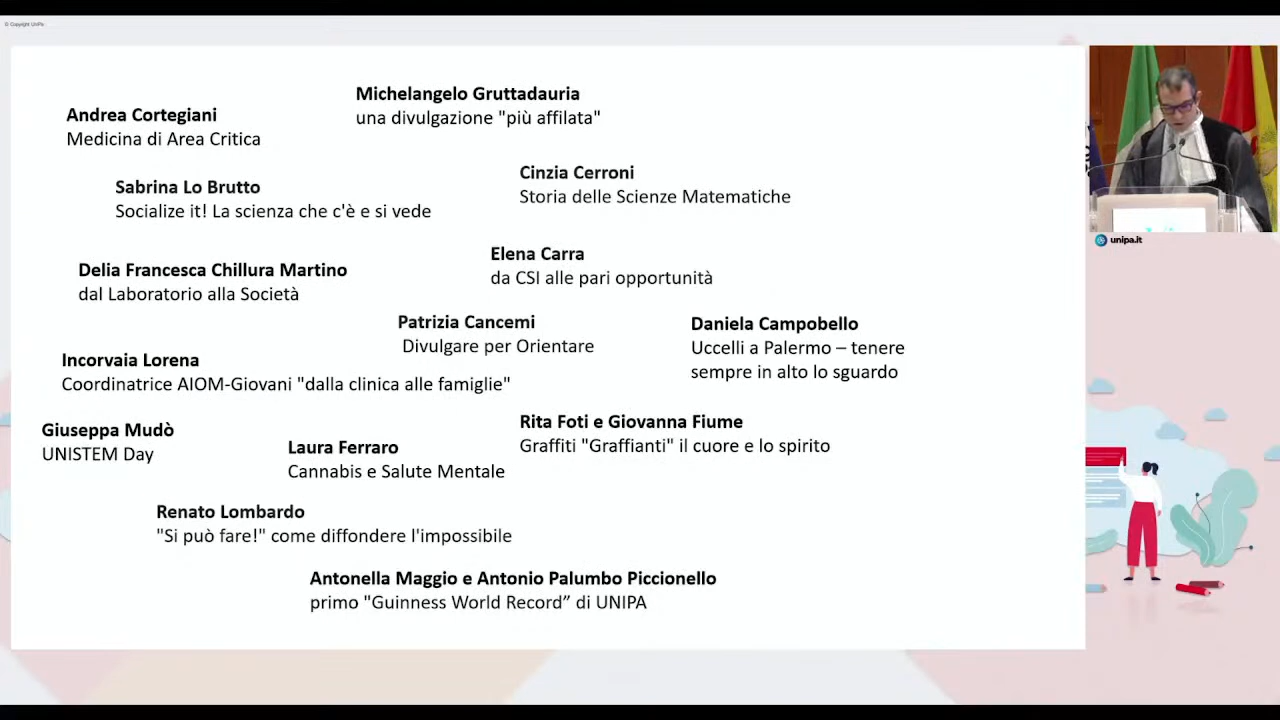 © Copyright UniPa
Michelangelo Gruttadauria
una divulgazione "più affilata"
Andrea Cortegiani
Medicina di Area Critica
Cinzia Cerroni
Storia delle Scienze Matematiche
Sabrina Lo Brutto
Socialize it! La scienza che c'è e si vede
Elena Carra
da CSI alle pari opportunità
Delia Francesca Chillura Martino
dal Laboratorio alla Società
Patrizia Cancemi
Divulgare per Orientare
Daniela Campobello
Uccelli a Palermo – tenere
sempre in alto lo sguardo
Incorvaia Lorena
Coordinatrice AIOM-Giovani "dalla clinica alle famiglie"
Rita Foti e Giovanna Fiume
Graffiti "Graffianti" il cuore e lo spirito
Giuseppa Mudò
UNISTEM Day
Laura Ferraro
Cannabis e Salute Mentale
Renato Lombardo
"Si può fare!" come diffondere l'impossibile
Antonella Maggio e Antonio Palumbo Piccionello
primo "Guinness World Record” di UNIPA
unipa.it